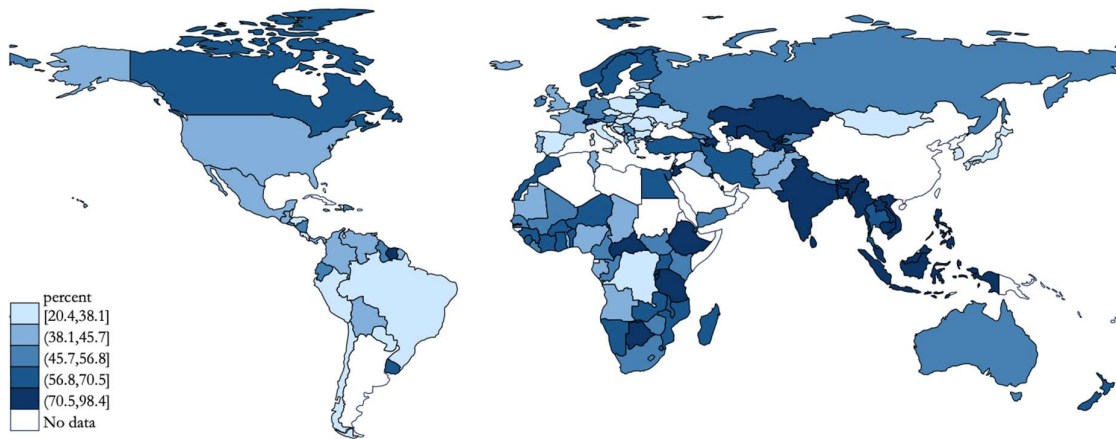 percent
[20.4,38.1]
(38.1,45.7]
(45.7,56.8]
(56.8,70.5]
(70.5,98.4]
No data